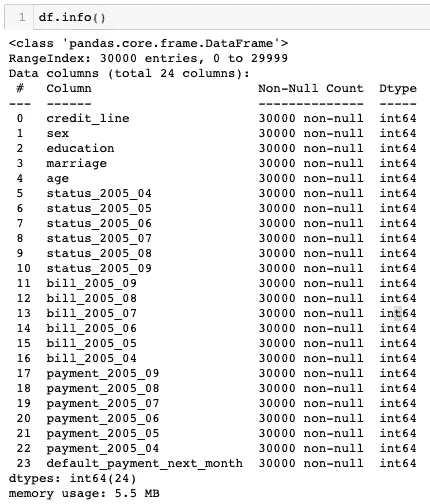 1 df.info()
<class 'pandas.core.frame.DataFrame'>
RangeIndex: 30000 entries, 0 to 29999
Data columns (total 24 columns):
 #   Column                      Non-Null Count  Dtype
---  ------                      --------------  -----
 0   credit_line                 30000 non-null  int64
 1   sex                         30000 non-null  int64
 2   education                   30000 non-null  int64
 3   marriage                    30000 non-null  int64
 4   age                         30000 non-null  int64
 5   status_2005_04              30000 non-null  int64
 6   status_2005_05              30000 non-null  int64
 7   status_2005_06              30000 non-null  int64
 8   status_2005_07              30000 non-null  int64
 9   status_2005_08              30000 non-null  int64
 10  status_2005_09              30000 non-null  int64
 11  bill_2005_09                30000 non-null  int64
 12  bill_2005_08                30000 non-null  int64
 13  bill_2005_07                30000 non-null  int64
 14  bill_2005_06                30000 non-null  int64
 15  bill_2005_05                30000 non-null  int64
 16  bill_2005_04                30000 non-null  int64
 17  payment_2005_09             30000 non-null  int64
 18  payment_2005_08             30000 non-null  int64
 19  payment_2005_07             30000 non-null  int64
 20  payment_2005_06             30000 non-null  int64
 21  payment_2005_05             30000 non-null  int64
 22  payment_2005_04             30000 non-null  int64
 23  default_payment_next_month  30000 non-null  int64
dtypes: int64(24)
memory usage: 5.5 MB